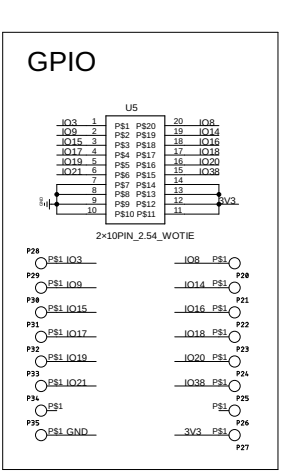 GPIO
U5
IO3 1 P$1 P$20 20 IO8
IO9 2 P$2 P$19 19 IO14
IO15 3 P$3 P$18 18 IO16
IO17 4 P$4 P$17 17 IO18
IO19 5 P$5 P$16 16 IO20
IO21 6 P$6 P$15 15 IO38
7 P$7 P$14 14
8 P$8 P$13 13
GND 9 P$9 P$12 12 3V3
10 P$10 P$11 11
2×10PIN_2.54_WOTIE
P28
P$1 IO3 IO8 P$1
P29 P20
P$1 IO9 IO14 P$1
P30 P21
P$1 IO15 IO16 P$1
P31 P22
P$1 IO17 IO18 P$1
P32 P23
P$1 IO19 IO20 P$1
P33 P24
P$1 IO21 IO38 P$1
P34 P25
P$1 P$1
P35 P26
P$1 GND 3V3 P$1
P27